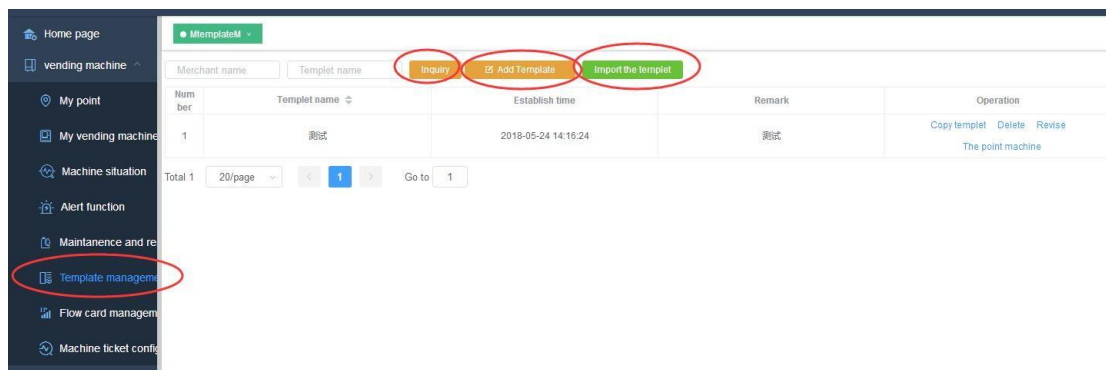 Home page
MtemplateM
vending machine
Merchant name Templet name Inquiry Add Template Import the templet
Num
ber
Templet name Establish time Remark Operation
My point
1 测试 2018-05-24 14:16:24 测试 Copy templet Delete Revise
The point machine
My vending machine
Machine situation
Total 1 20/page 1 Go to 1
Alert function
Maintanence and re
Template manageme
Flow card managem
Machine ticket config